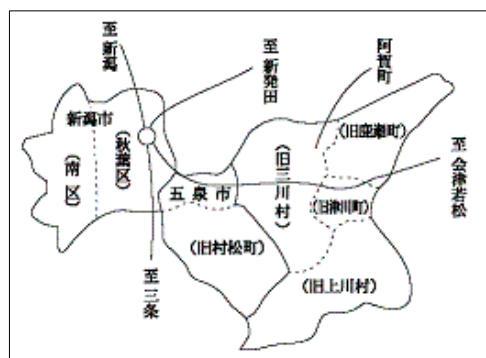 至新潟
至新発田
阿賀町
新潟市
(秋葉区)
(南区)
(旧鹿瀬町)
至会津若松
(旧三川村)
五泉市
(旧津川町)
(旧村松町)
至三条
(旧上川村)